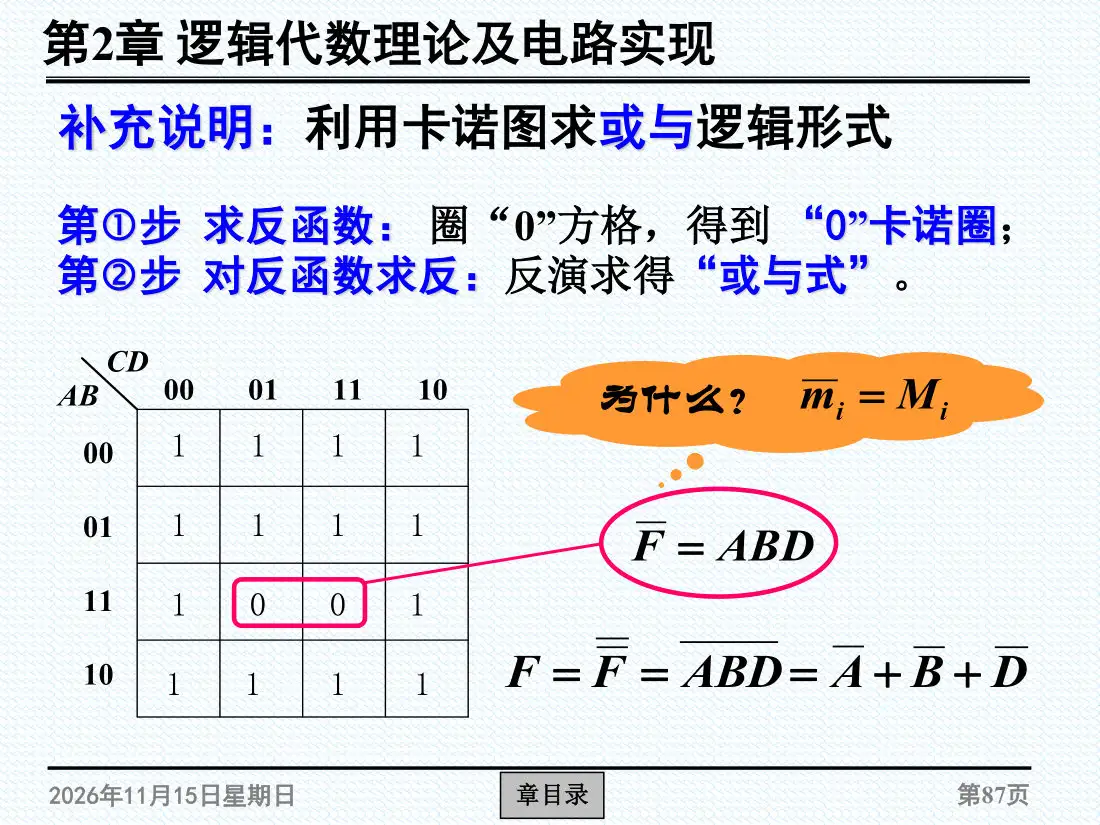 第2章 逻辑代数理论及电路实现
补充说明：利用卡诺图求或与逻辑形式
第①步 求反函数： 圈“0”方格，得到 “0”卡诺圈；
第②步 对反函数求反：反演求得“或与式” 。
CD
AB 00 01 11 10
00 1 1 1 1
01 1 1 1 1
11 1 0 0 1
10 1 1 1 1
为什么？ m̅ᵢ = Mᵢ
F̅ = ABD
F = F̿ = A̅B̅D̅ = A̅ + B̅ + D̅
2026年11月15日星期日
章目录
第87页